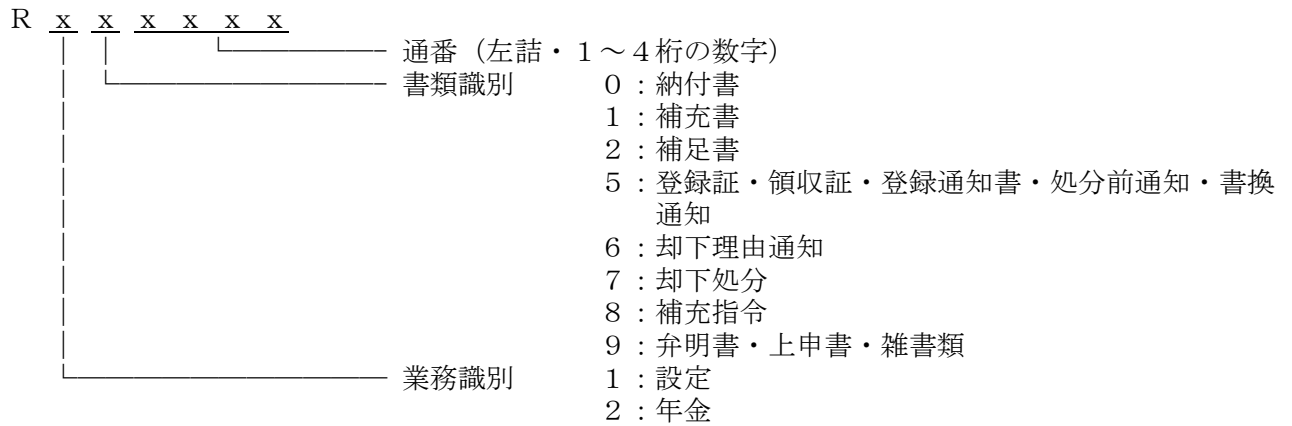 R x x x x x x
通番（左詰・１～４桁の数字）
書類識別 ０：納付書
１：補充書
２：補足書
５：登録証・領収証・登録通知書・処分前通知・書換
通知
６：却下理由通知
７：却下処分
８：補充指令
９：弁明書・上申書・雑書類
業務識別 １：設定
２：年金